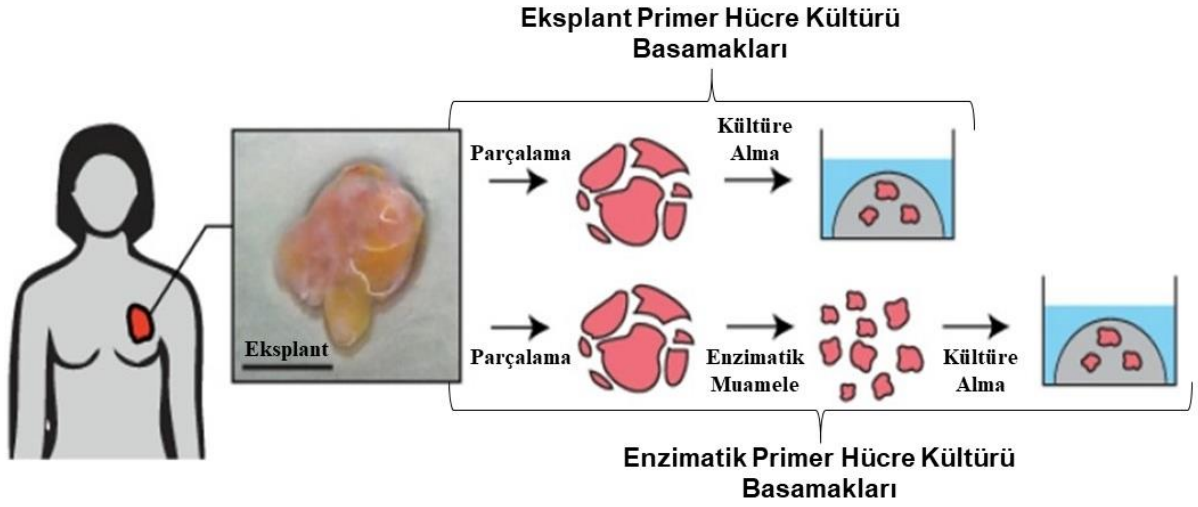 Eksplant Primer Hücre Kültürü
Basamakları
Parçalama
Kültüre
Alma
Eksplant
Parçalama
Enzimatik
Muamele
Kültüre
Alma
Enzimatik Primer Hücre Kültürü
Basamakları